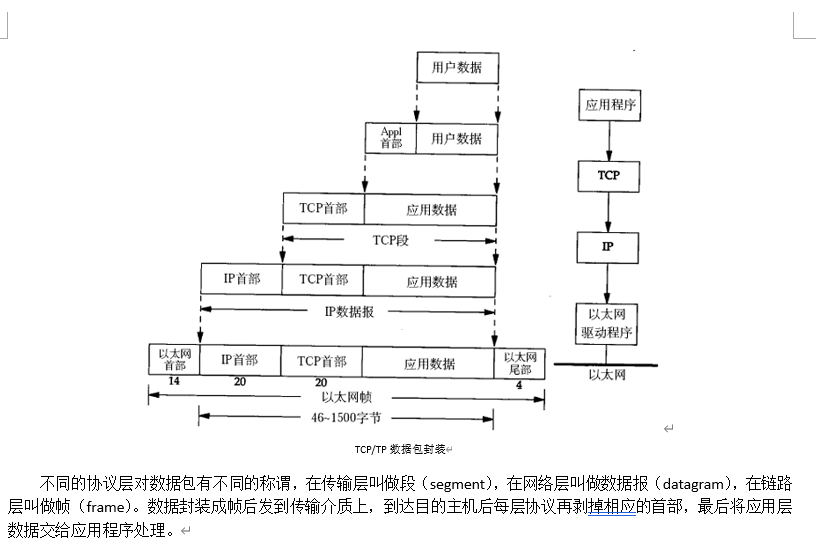 用户数据
应用程序
Appl
首部
用户数据
TCP
TCP首部
应用数据
TCP段
IP
IP首部
TCP首部
应用数据
IP数据报
以太网
驱动程序
以太网
首部
IP首部
TCP首部
应用数据
以太网
尾部
以太网
14
20
20
4
以太网帧
46~1500字节
TCP/TP 数据包封装
不同的协议层对数据包有不同的称谓，在传输层叫做段（segment），在网络层叫做数据报（datagram），在链路
层叫做帧（frame）。数据封装成帧后发到传输介质上，到达目的主机后每层协议再剥掉相应的首部，最后将应用层
数据交给应用程序处理。